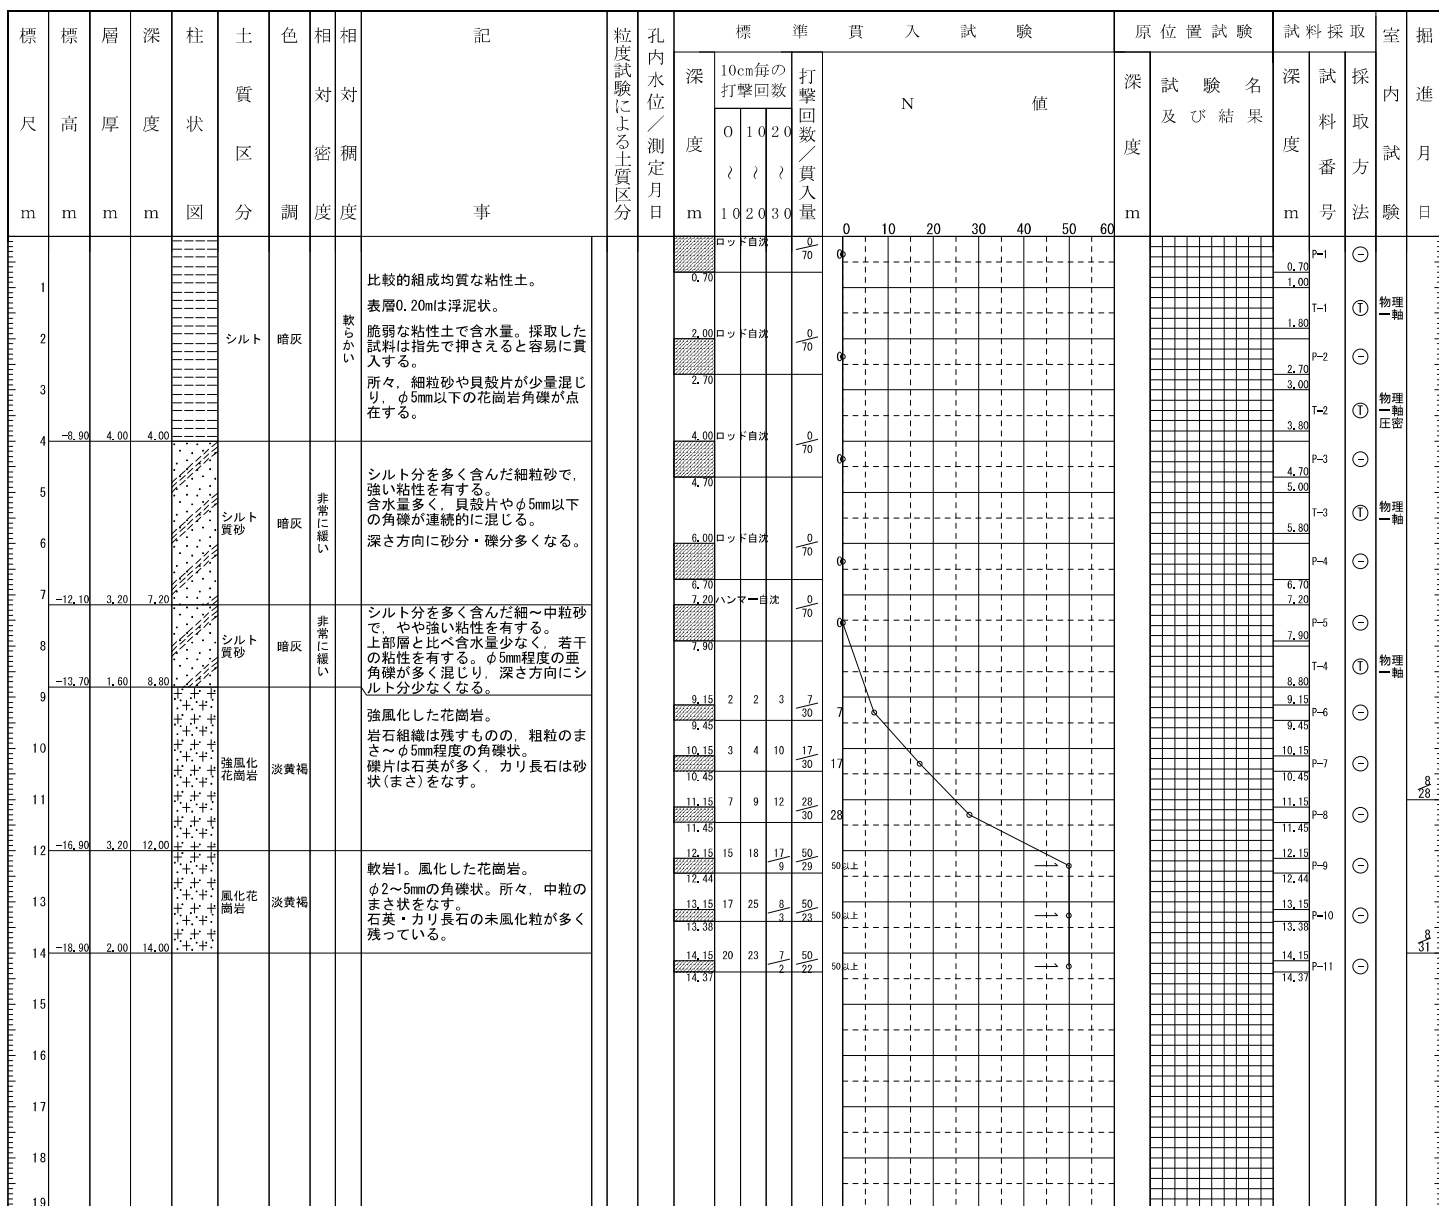 標尺 m
標高 m
層厚 m
深度 m
柱状図
土質区分
色調
相対密度
相対稠度
記事
粒度試験による土質区分
孔内水位／測定月日
標準貫入試験
深度 m
10cm毎の
打撃回数
0～10
10～20
20～30
打撃回数／貫入量
N値
0 10 20 30 40 50 60
原位置試験
深度 m
試験名
及び結果
試料採取
深度 m
試料番号
採取方法
室内試験
掘進月日
1
2
3
4
5
6
7
8
9
10
11
12
13
14
15
16
17
18
19
-8.90 4.00 4.00
シルト
暗灰
軟らかい
比較的組成均質な粘性土。
表層0.20mは浮泥状。
脆弱な粘性土で含水量。採取した
試料は指先で押さえると容易に貫
入する。
所々，細粒砂や貝殻片が少量混じ
り，φ5mm以下の花崗岩角礫が点
在する。
-12.10 3.20 7.20
シルト
質砂
暗灰
非常に緩い
シルト分を多く含んだ細粒砂で，
強い粘性を有する。
含水量多く，貝殻片やφ5mm以下
の角礫が連続的に混じる。
深さ方向に砂分・礫分多くなる。
-13.70 1.60 8.80
シルト
質砂
暗灰
非常に緩い
シルト分を多く含んだ細～中粒砂
で，やや強い粘性を有する。
上部層と比べ含水量少なく，若干
の粘性を有する。φ5mm程度の亜
角礫が多く混じり，深さ方向にシ
ルト分少なくなる。
-16.90 3.20 12.00
強風化
花崗岩
淡黄褐
強風化した花崗岩。
岩石組織は残すものの，粗粒のま
さ～φ5mm程度の角礫状。
礫片は石英が多く，カリ長石は砂
状(まさ)をなす。
-18.90 2.00 14.00
風化花
崗岩
淡黄褐
軟岩1。風化した花崗岩。
φ2～5mmの角礫状。所々，中粒の
まさ状をなす。
石英・カリ長石の未風化粒が多く
残っている。
ロッド自沈 0/70 0
0.70
2.00 ロッド自沈 0/70 0
2.70
4.00 ロッド自沈 0/70 0
4.70
6.00 ロッド自沈 0/70 0
6.70
7.20 ハンマー自沈 0/70 0
7.90
9.15 2 2 3 7/30 7
9.45
10.15 3 4 10 17/30 17
10.45
11.15 7 9 12 28/30 28
11.45
12.15 15 18 17/9 50/29 50以上
12.44
13.15 17 25 8/3 50/23 50以上
13.38
14.15 20 23 7/2 50/22 50以上
14.37
P-1 ⊖
0.70
1.00
T-1 Ⓣ 物理
一軸
1.80
P-2 ⊖
2.70
3.00
T-2 Ⓣ 物理
一軸
圧密
3.80
P-3 ⊖
4.70
5.00
T-3 Ⓣ 物理
一軸
5.80
P-4 ⊖
6.70
7.20
P-5 ⊖
7.90
T-4 Ⓣ 物理
一軸
8.80
9.15
P-6 ⊖
9.45
10.15
P-7 ⊖
10.45
11.15
P-8 ⊖
11.45
12.15
P-9 ⊖
12.44
13.15
P-10 ⊖
13.38
14.15
P-11 ⊖
14.37
8/28
8/31